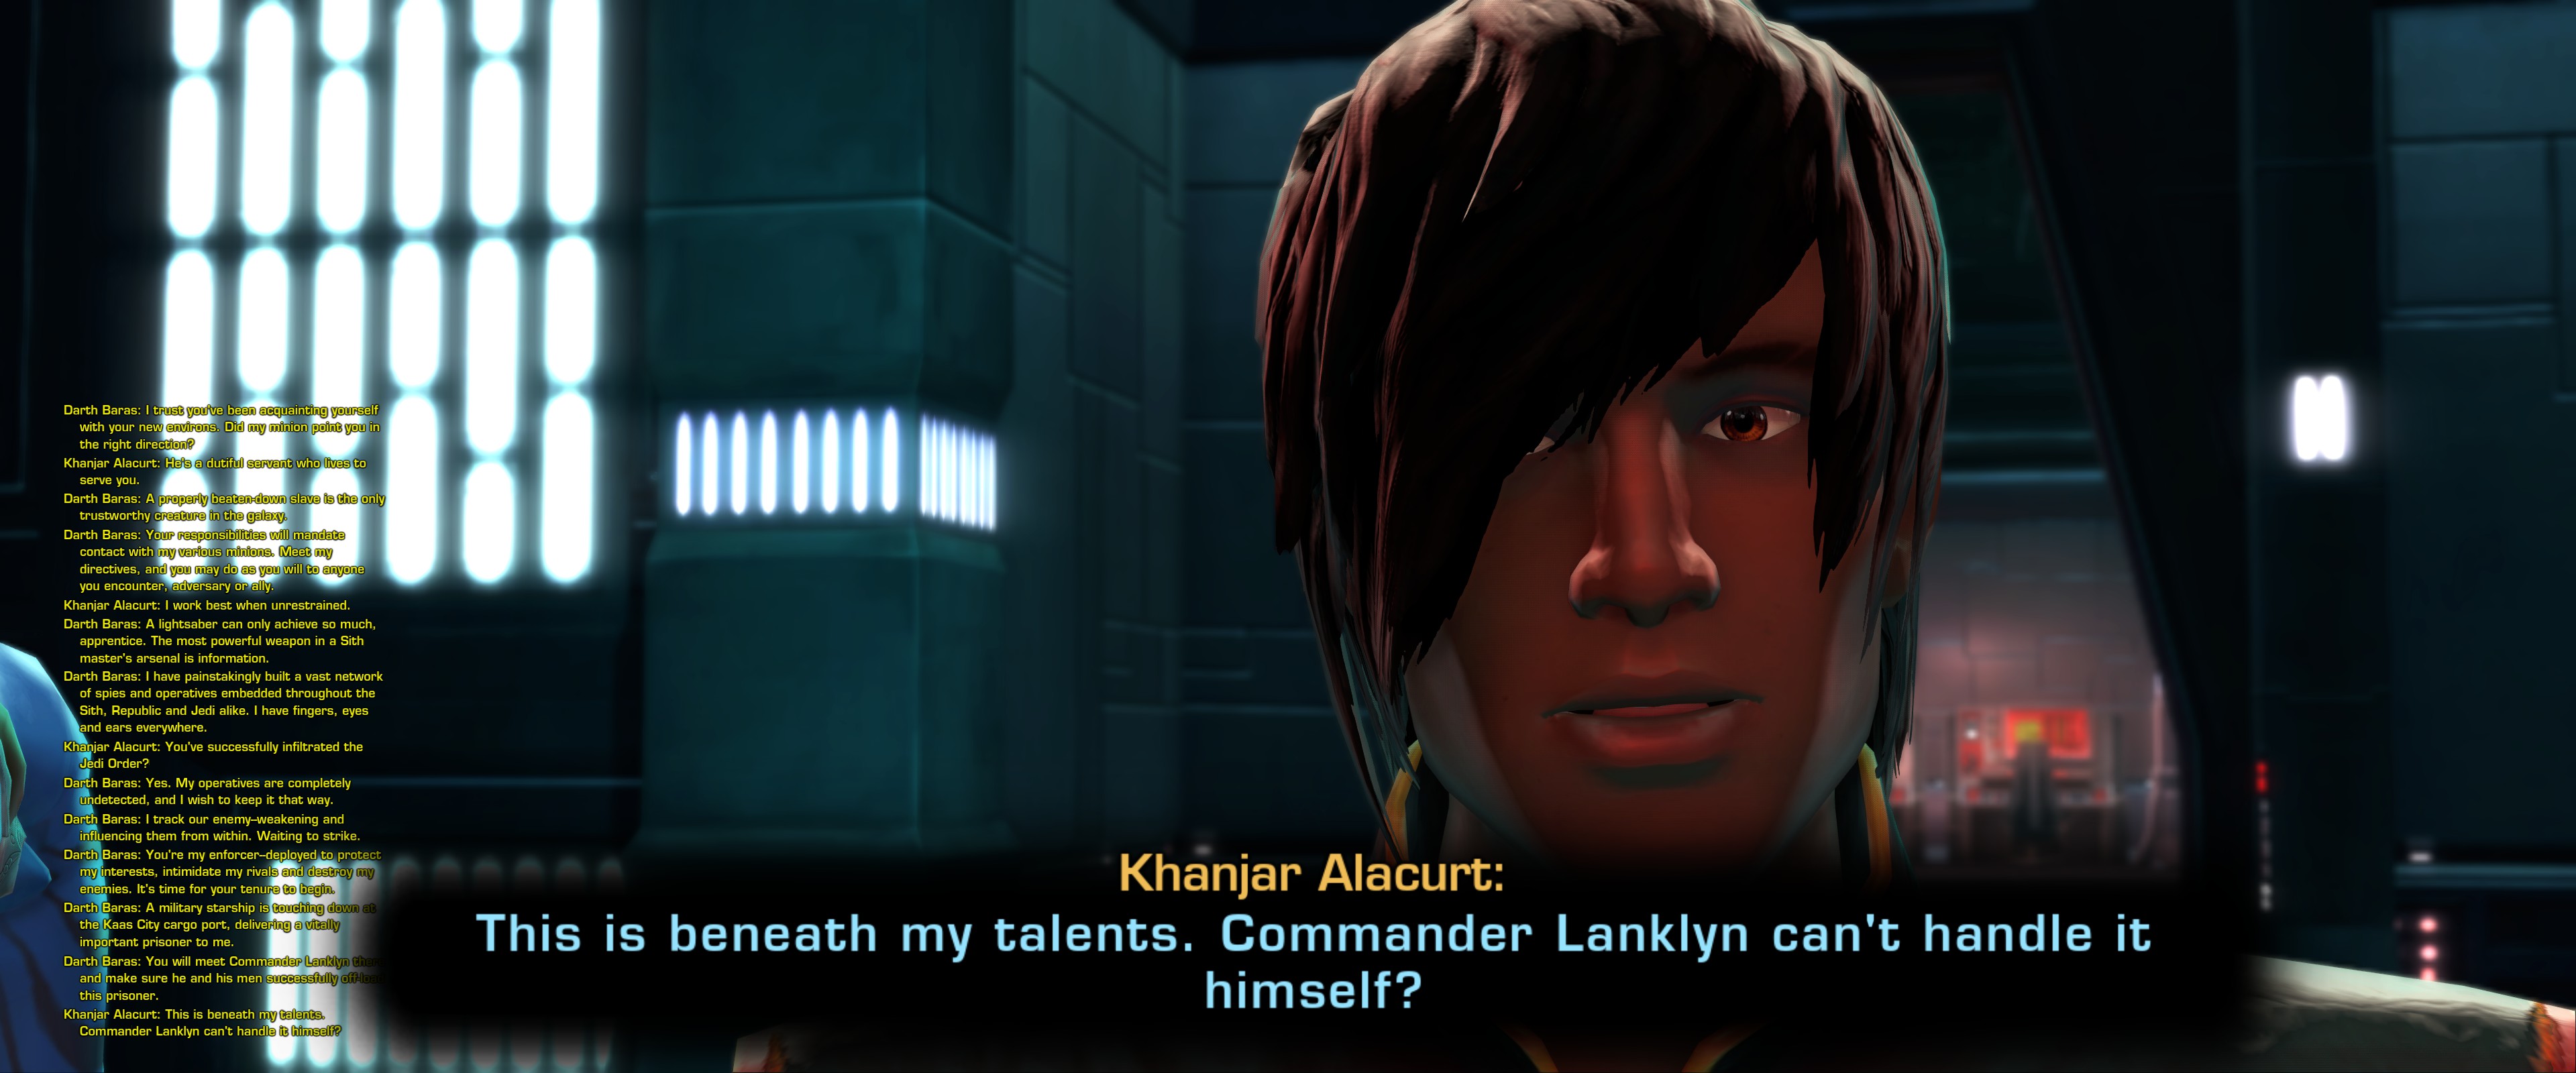 Darth Baras: I trust you've been acquainting yourself
with your new environs. Did my minion point you in
the right direction?
Khanjar Alacurt: He's a dutiful servant who lives to
serve you.
Darth Baras: A properly beaten-down slave is the only
trustworthy creature in the galaxy.
Darth Baras: Your responsibilities will mandate
contact with my various minions. Meet my
directives, and you may do as you will to anyone
you encounter, adversary or ally.
Khanjar Alacurt: I work best when unrestrained.
Darth Baras: A lightsaber can only achieve so much,
apprentice. The most powerful weapon in a Sith
master's arsenal is information.
Darth Baras: I have painstakingly built a vast network
of spies and operatives embedded throughout the
Sith, Republic and Jedi alike. I have fingers, eyes
and ears everywhere.
Khanjar Alacurt: You've successfully infiltrated the
Jedi Order?
Darth Baras: Yes. My operatives are completely
undetected, and I wish to keep it that way.
Darth Baras: I track our enemy–weakening and
influencing them from within. Waiting to strike.
Darth Baras: You're my enforcer–deployed to protect
my interests, intimidate my rivals and destroy my
enemies. It's time for your tenure to begin.
Darth Baras: A military starship is touching down at
the Kaas City cargo port, delivering a vitally
important prisoner to me.
Darth Baras: You will meet Commander Lanklyn there
and make sure he and his men successfully off-load
this prisoner.
Khanjar Alacurt: This is beneath my talents.
Commander Lanklyn can't handle it himself?
Khanjar Alacurt:
This is beneath my talents. Commander Lanklyn can't handle it
himself?